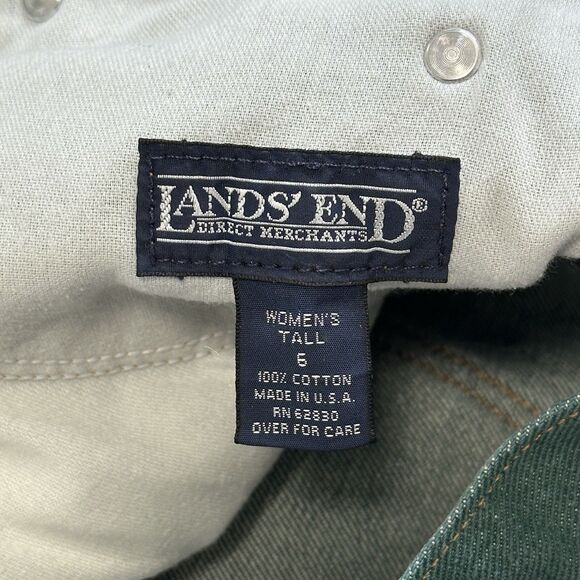 LANDS' END®
DIRECT MERCHANTS
WOMEN'S
TALL
6
100% COTTON
MADE IN U.S.A.
RN 62830
OVER FOR CARE